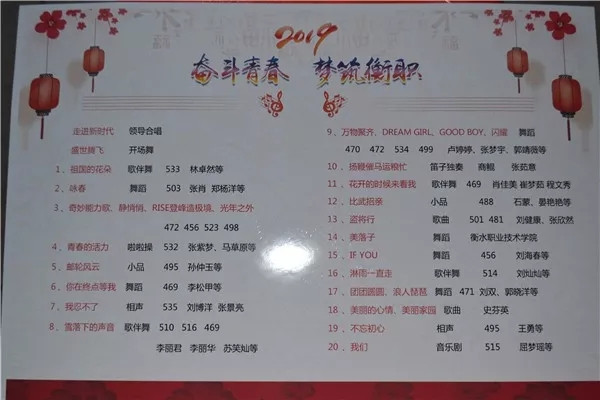 2019
奋斗青春 梦筑衡职
走进新时代 领导合唱
盛世腾飞 开场舞
1、祖国的花朵 歌伴舞 533 林卓然等
2、咏春 舞蹈 503 张肖 郑杨洋等
3、奇妙能力歌、静悄悄、RISE登峰造极境、光年之外
472 456 523 498
4、青春的活力 啦啦操 532 张紫梦、马草原等
5、邮轮风云 小品 495 孙仲玉等
6、你在终点等我 舞蹈 469 李松甲等
7、我忍不了 相声 535 刘博洋 张景亮
8、雪落下的声音 歌伴舞 510 516 469
李丽君 李丽华 苏笑灿等
9、万物聚齐、DREAM GIRL、GOOD BOY、闪耀 舞蹈
470 472 534 499 卢婷婷、张梦宇、郭靖薇等
10、扬鞭催马运粮忙 笛子独奏 商鲲 张茹意
11、花开的时候来看我 歌伴舞 469 肖佳美 崔梦茹 程文秀
12、比武招亲 小品 488 石蒙、晏艳艳等
13、盗将行 歌曲 501 481 刘健康、张欣然
14、美落子 舞蹈 衡水职业技术学院
15、IF YOU 舞蹈 456 刘海春等
16、淋雨一直走 歌伴舞 514 刘灿灿等
17、团团圆圆、浪人琵琶 舞蹈 471 刘双、郭晓洋等
18、美丽的心情、美丽家园 歌曲 史芬英
19、不忘初心 相声 495 王勇等
20、我们 音乐剧 515 屈梦瑶等